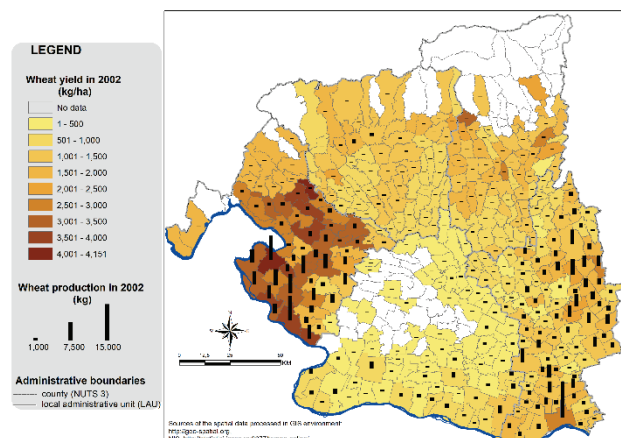 LEGEND
Wheat yield in 2002
(kg/ha)
No data
1 - 500
501 - 1,000
1,001 - 1,500
1,501 - 2,000
2,001 - 2,500
2,501 - 3,000
3,001 - 3,500
3,501 - 4,000
4,001 - 4,151
Wheat production in 2002
(kg)
1,000
7,500
15,000
Administrative boundaries
county (NUTS 3)
local administrative unit (LAU)
KM
Sources of the spatial data processed in GIS environment: